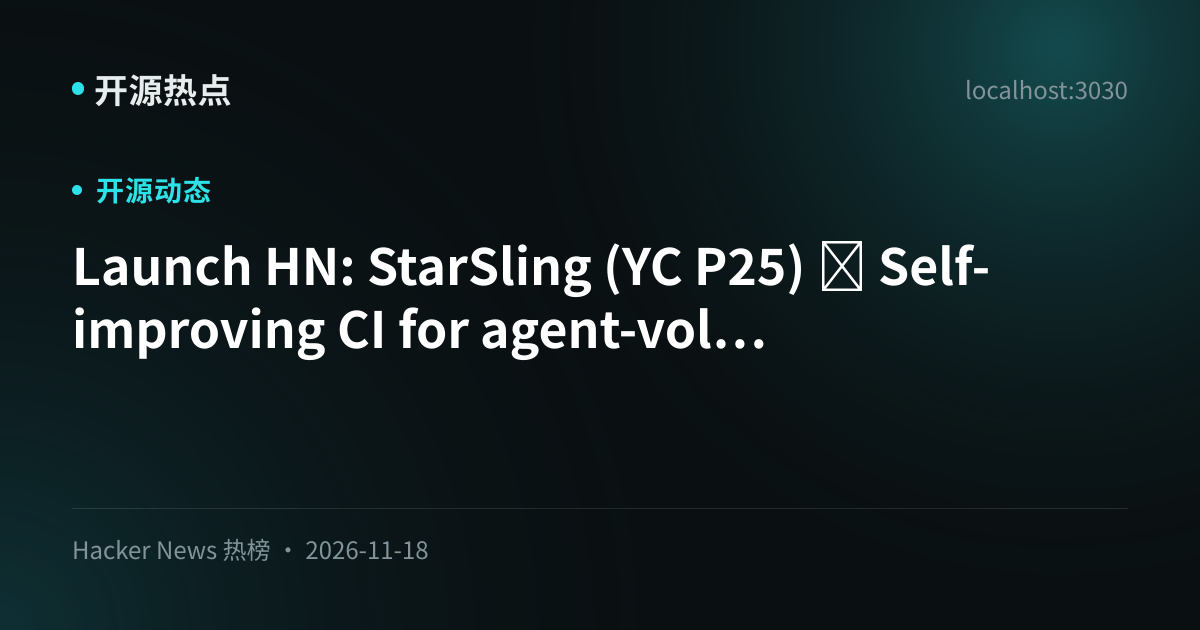 开源热点
localhost:3030
开源动态
Launch HN: StarSling (YC P25) Self-
improving CI for agent-vol…
Hacker News 热榜 · 2026-11-18